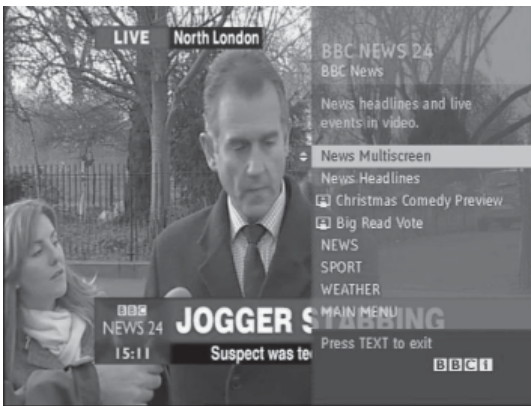 LIVE North London
BBC NEWS 24
BBC News
News headlines and live
events in video.
News Multiscreen
News Headlines
Christmas Comedy Preview
Big Read Vote
NEWS
SPORT
WEATHER
MAIN MENU
BBC
NEWS 24
JOGGER STABBING
15:11
Suspect was
Press TEXT to exit
BBC1